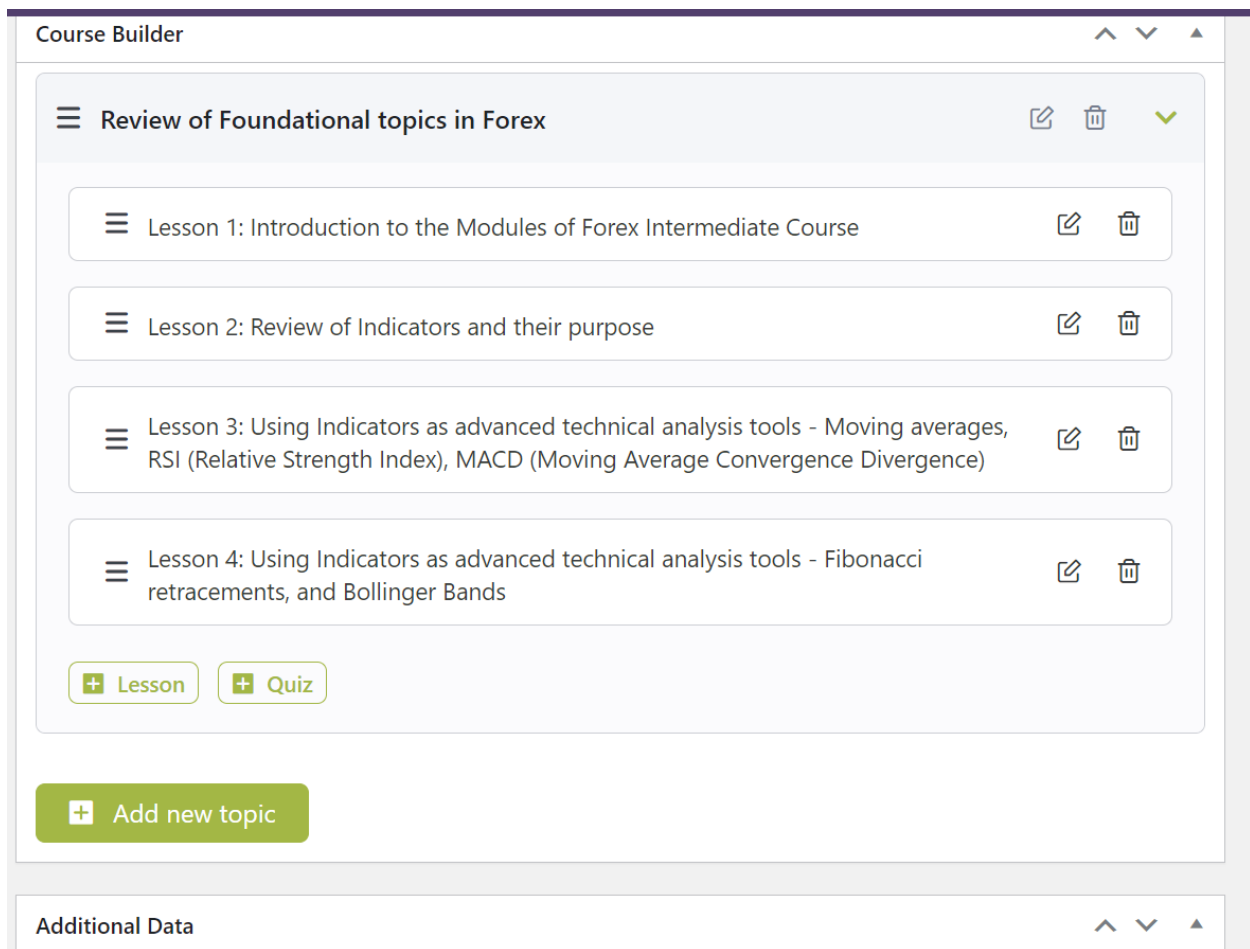 Course Builder
Review of Foundational topics in Forex
Lesson 1: Introduction to the Modules of Forex Intermediate Course
Lesson 2: Review of Indicators and their purpose
Lesson 3: Using Indicators as advanced technical analysis tools - Moving averages,
RSI (Relative Strength Index), MACD (Moving Average Convergence Divergence)
Lesson 4: Using Indicators as advanced technical analysis tools - Fibonacci
retracements, and Bollinger Bands
Lesson Quiz
Add new topic
Additional Data